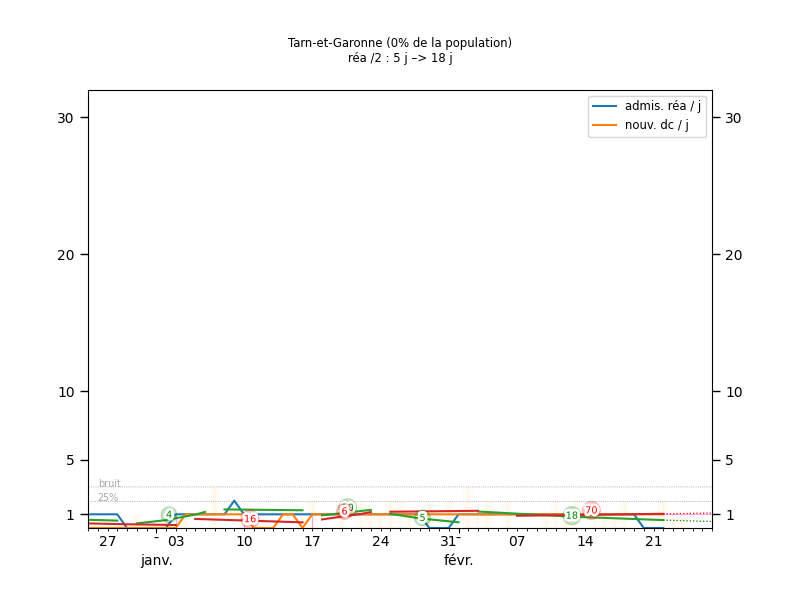 Tarn-et-Garonne (0% de la population)
réa /2 : 5 j –> 18 j
admis. réa / j
nouv. dc / j
30 30
20 20
10 10
5 5
bruit
25%
1 1
4 16 6 5 18 70
27 - 03 10 17 24 31 07 14 21
janv. févr.